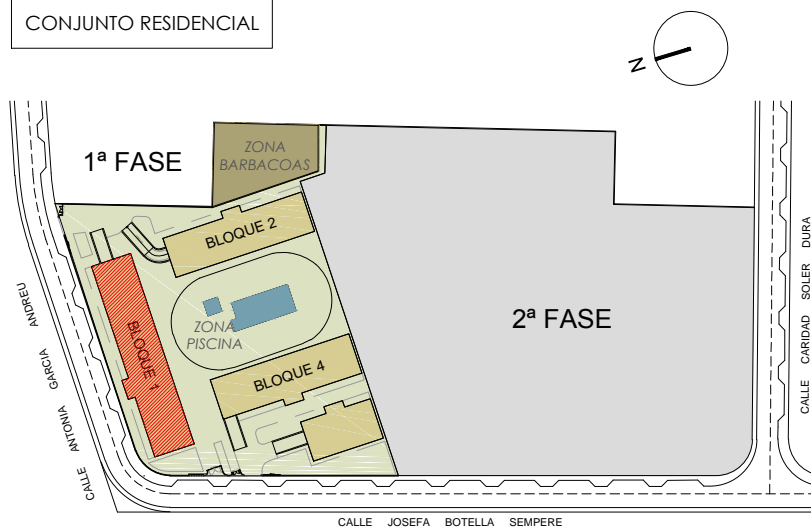 CONJUNTO RESIDENCIAL
N
1ª FASE
ZONA
BARBACOAS
BLOQUE 2
BLOQUE 1
ZONA
PISCINA
BLOQUE 4
2ª FASE
CALLE ANTONIA GARCIA ANDREU
CALLE CARIDAD SOLER DURA
CALLE JOSEFA BOTELLA SEMPERE